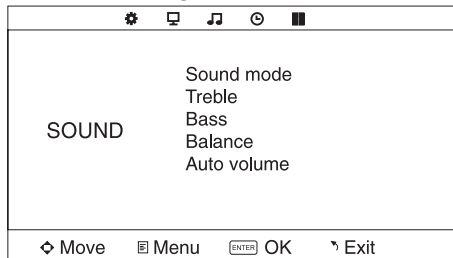 Sound mode
Treble
Bass
SOUND
Balance
Auto volume
Move Menu ENTER OK Exit